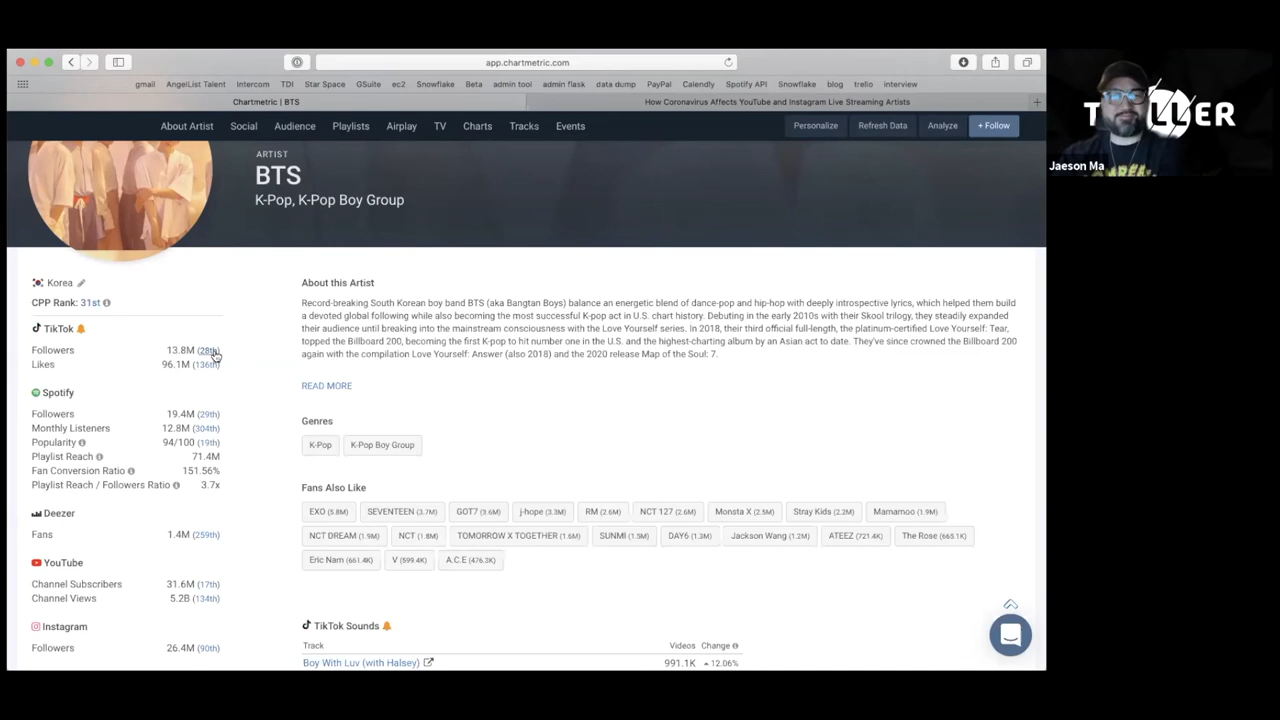 app.chartmetric.com
gmail AngelList Talent Intercom TDI Star Space GSuite ec2 Snowflake Beta admin tool admin flask data dump PayPal Calendly Spotify API Snowflake blog trello interview
Chartmetric | BTS How Coronavirus Affects YouTube and Instagram Live Streaming Artists
About Artist Social Audience Playlists Airplay TV Charts Tracks Events Personalize Refresh Data Analyze + Follow
ARTIST
BTS
K-Pop, K-Pop Boy Group
Korea
CPP Rank: 31st
TikTok
Followers 13.8M (28th)
Likes 96.1M (136th)
Spotify
Followers 19.4M (29th)
Monthly Listeners 12.8M (304th)
Popularity 94/100 (19th)
Playlist Reach 71.4M
Fan Conversion Ratio 151.56%
Playlist Reach / Followers Ratio 3.7x
Deezer
Fans 1.4M (259th)
YouTube
Channel Subscribers 31.6M (17th)
Channel Views 5.2B (134th)
Instagram
Followers 26.4M (90th)
About this Artist
Record-breaking South Korean boy band BTS (aka Bangtan Boys) balance an energetic blend of dance-pop and hip-hop with deeply introspective lyrics, which helped them build
a devoted global following while also becoming the most successful K-pop act in U.S. chart history. Debuting in the early 2010s with their Skool trilogy, they steadily expanded
their audience until breaking into the mainstream consciousness with the Love Yourself series. In 2018, their third official full-length, the platinum-certified Love Yourself: Tear,
topped the Billboard 200, becoming the first K-Pop to hit number one in the U.S. and the highest-charting album by an Asian act to date. They've since crowned the Billboard 200
again with the compilation Love Yourself: Answer (also 2018) and the 2020 release Map of the Soul: 7.
READ MORE
Genres
K-Pop K-Pop Boy Group
Fans Also Like
EXO (5.8M) SEVENTEEN (3.7M) GOT7 (3.6M) j-hope (3.3M) RM (2.6M) NCT 127 (2.6M) Monsta X (2.5M) Stray Kids (2.2M) Mamamoo (1.9M)
NCT DREAM (1.9M) NCT (1.8M) TOMORROW X TOGETHER (1.6M) SUNMI (1.5M) DAY6 (1.3M) Jackson Wang (1.2M) ATEEZ (721.4K) The Rose (665.1K)
Eric Nam (661.4K) V (599.4K) A.C.E (476.3K)
TikTok Sounds
Track Videos Change
Boy With Luv (with Halsey) 991.1K 12.06%
Jaeson Ma